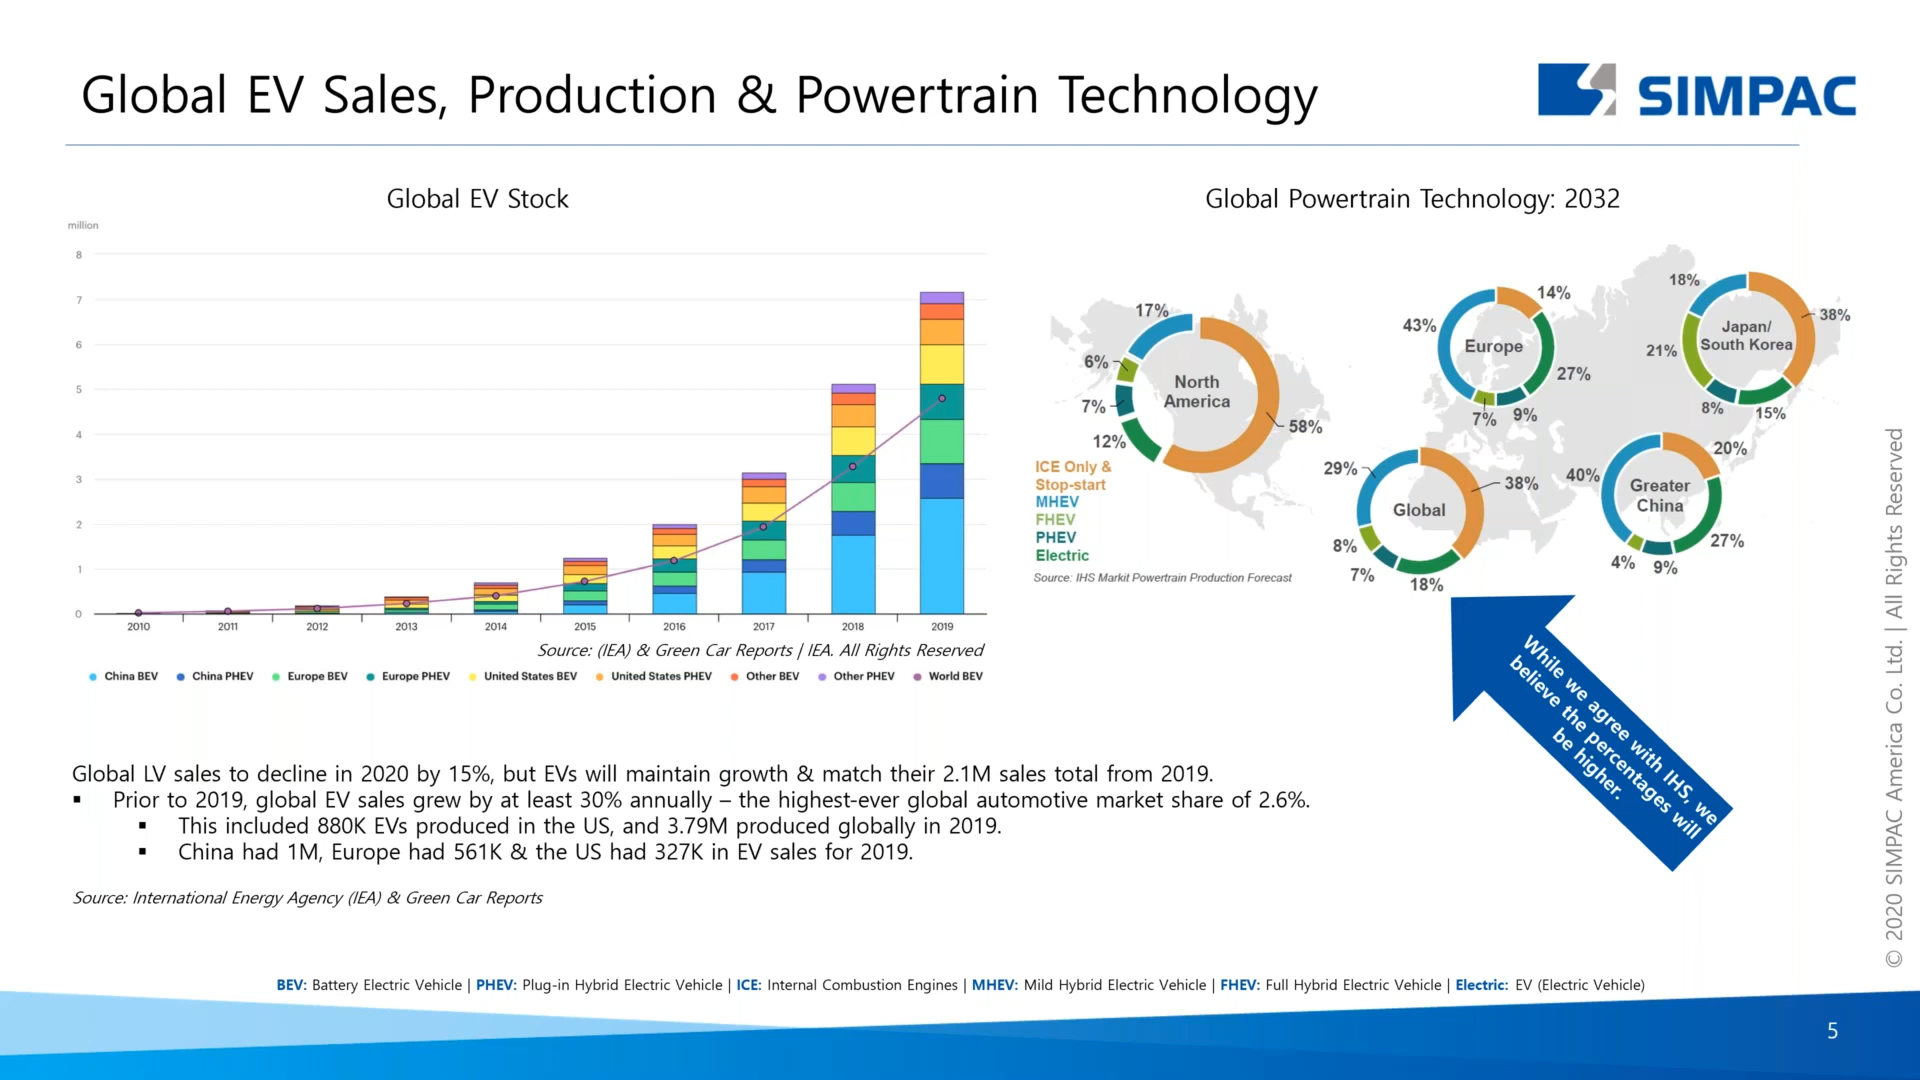 Global EV Sales, Production & Powertrain Technology
SIMPAC
Global EV Stock
million
8
7
6
5
4
3
2
1
0
2010 2011 2012 2013 2014 2015 2016 2017 2018 2019
Source: (IEA) & Green Car Reports | IEA. All Rights Reserved
China BEV China PHEV Europe BEV Europe PHEV United States BEV United States PHEV Other BEV Other PHEV World BEV
Global Powertrain Technology: 2032
17%
6%
7%
12%
58%
North
America
43%
14%
27%
9%
7%
Europe
18%
38%
21%
8%
15%
Japan/
South Korea
29%
38%
8%
7%
18%
Global
40%
20%
27%
9%
4%
Greater
China
ICE Only &
Stop-start
MHEV
FHEV
PHEV
Electric
Source: IHS Markit Powertrain Production Forecast
While we agree with IHS, we
believe the percentages will
be higher.
Global LV sales to decline in 2020 by 15%, but EVs will maintain growth & match their 2.1M sales total from 2019.
▪ Prior to 2019, global EV sales grew by at least 30% annually – the highest-ever global automotive market share of 2.6%.
▪ This included 880K EVs produced in the US, and 3.79M produced globally in 2019.
▪ China had 1M, Europe had 561K & the US had 327K in EV sales for 2019.
Source: International Energy Agency (IEA) & Green Car Reports
BEV: Battery Electric Vehicle | PHEV: Plug-in Hybrid Electric Vehicle | ICE: Internal Combustion Engines | MHEV: Mild Hybrid Electric Vehicle | FHEV: Full Hybrid Electric Vehicle | Electric: EV (Electric Vehicle)
© 2020 SIMPAC America Co. Ltd. | All Rights Reserved
5